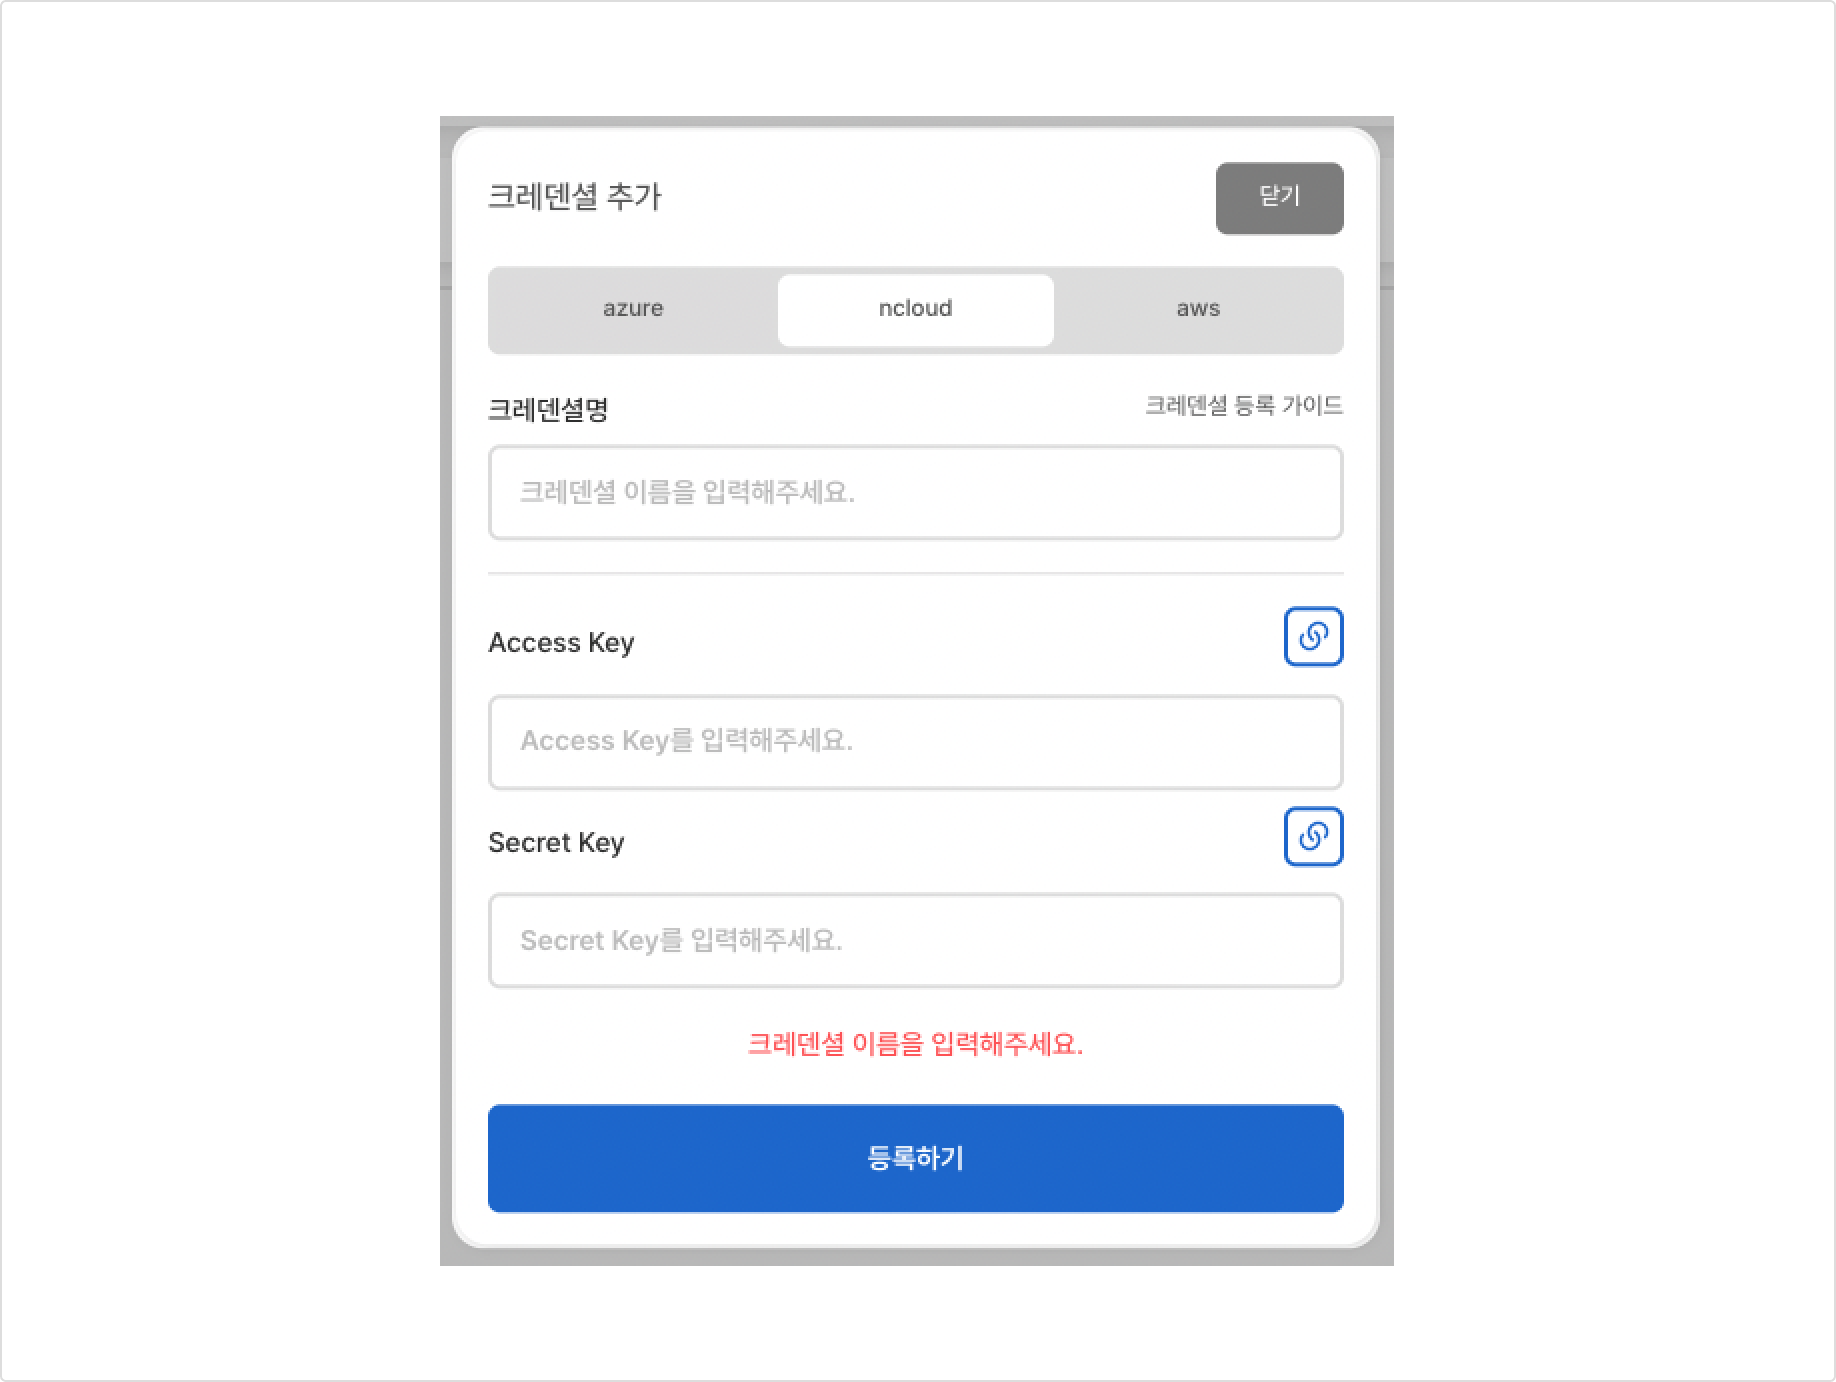 크레덴셜 추가
닫기
azure
ncloud
aws
크레덴셜명
크레덴셜 등록 가이드
크레덴셜 이름을 입력해주세요.
Access Key
Access Key를 입력해주세요.
Secret Key
Secret Key를 입력해주세요.
크레덴셜 이름을 입력해주세요.
등록하기